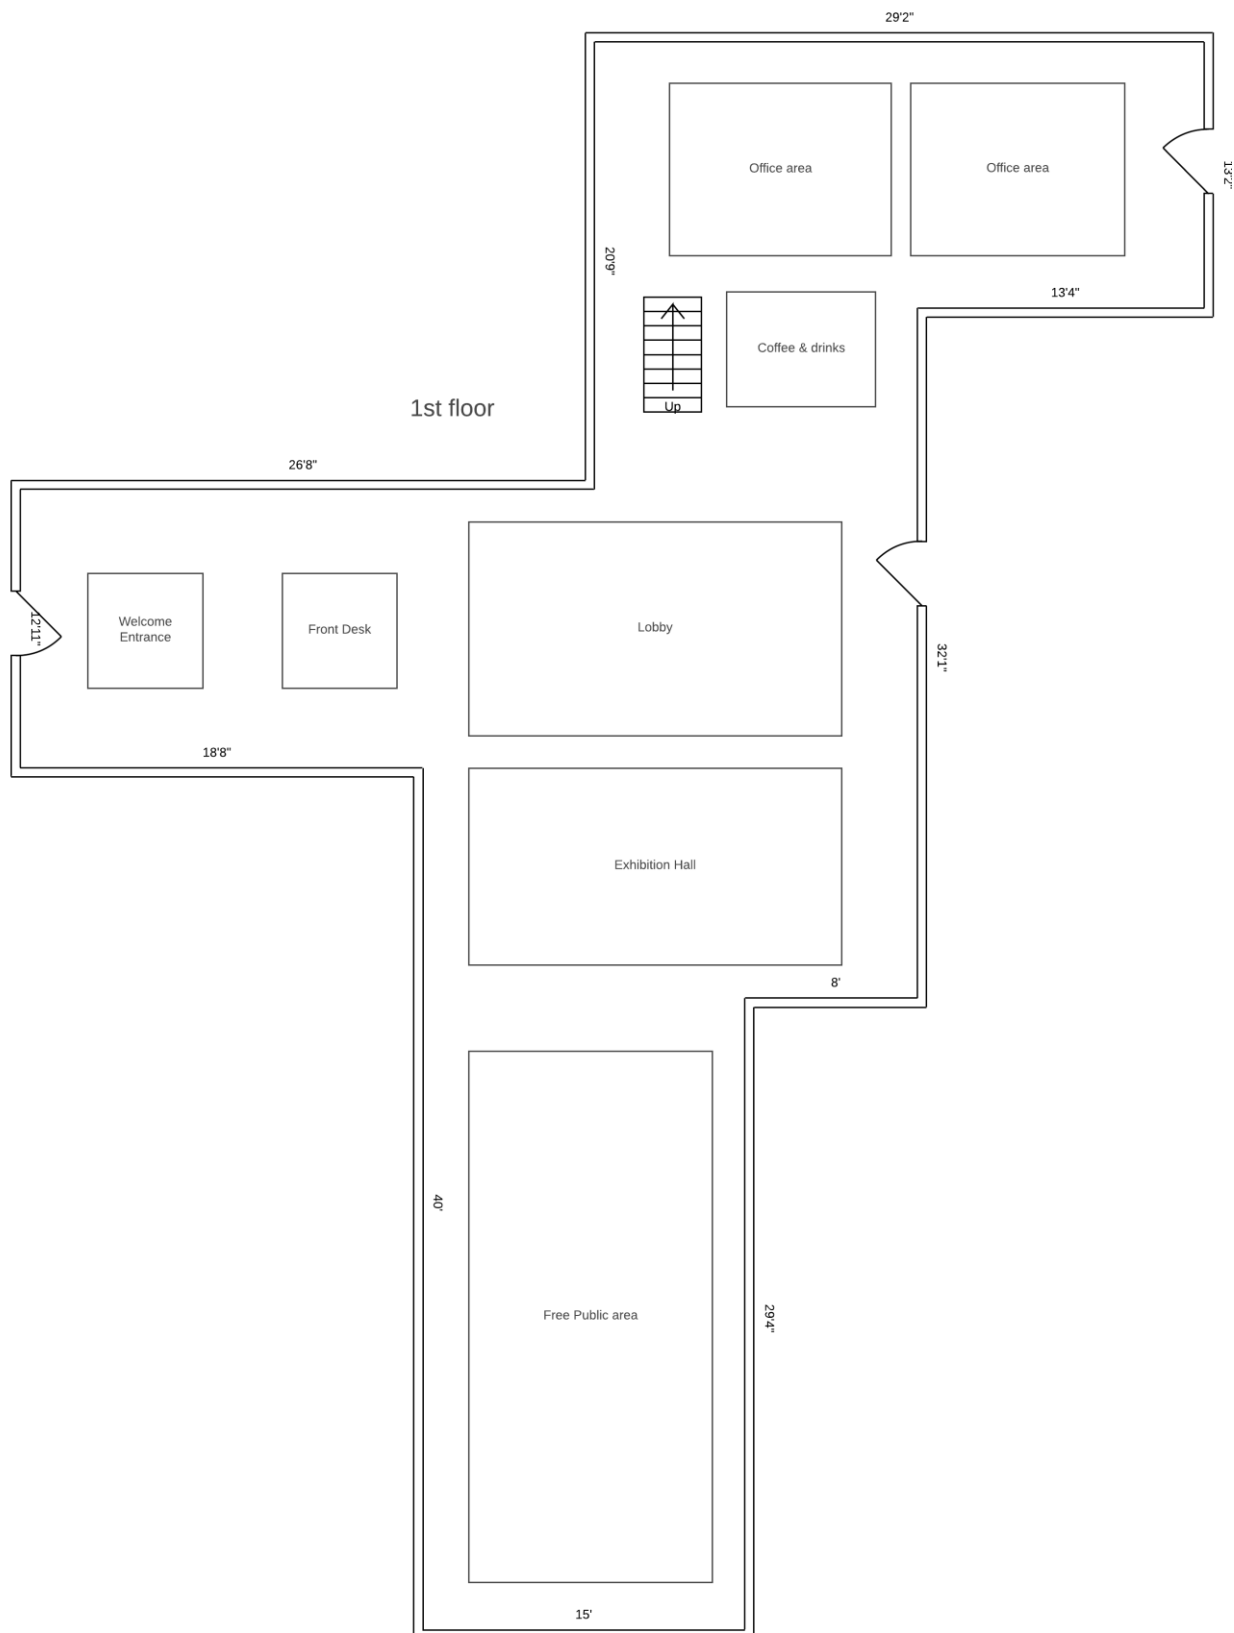 29'2"
Office area
Office area
13'2"
20'9"
13'4"
Coffee & drinks
Up
1st floor
26'8"
Welcome
Entrance
12'11"
Front Desk
Lobby
32'1"
18'8"
Exhibition Hall
8'
40'
Free Public area
29'4"
15'